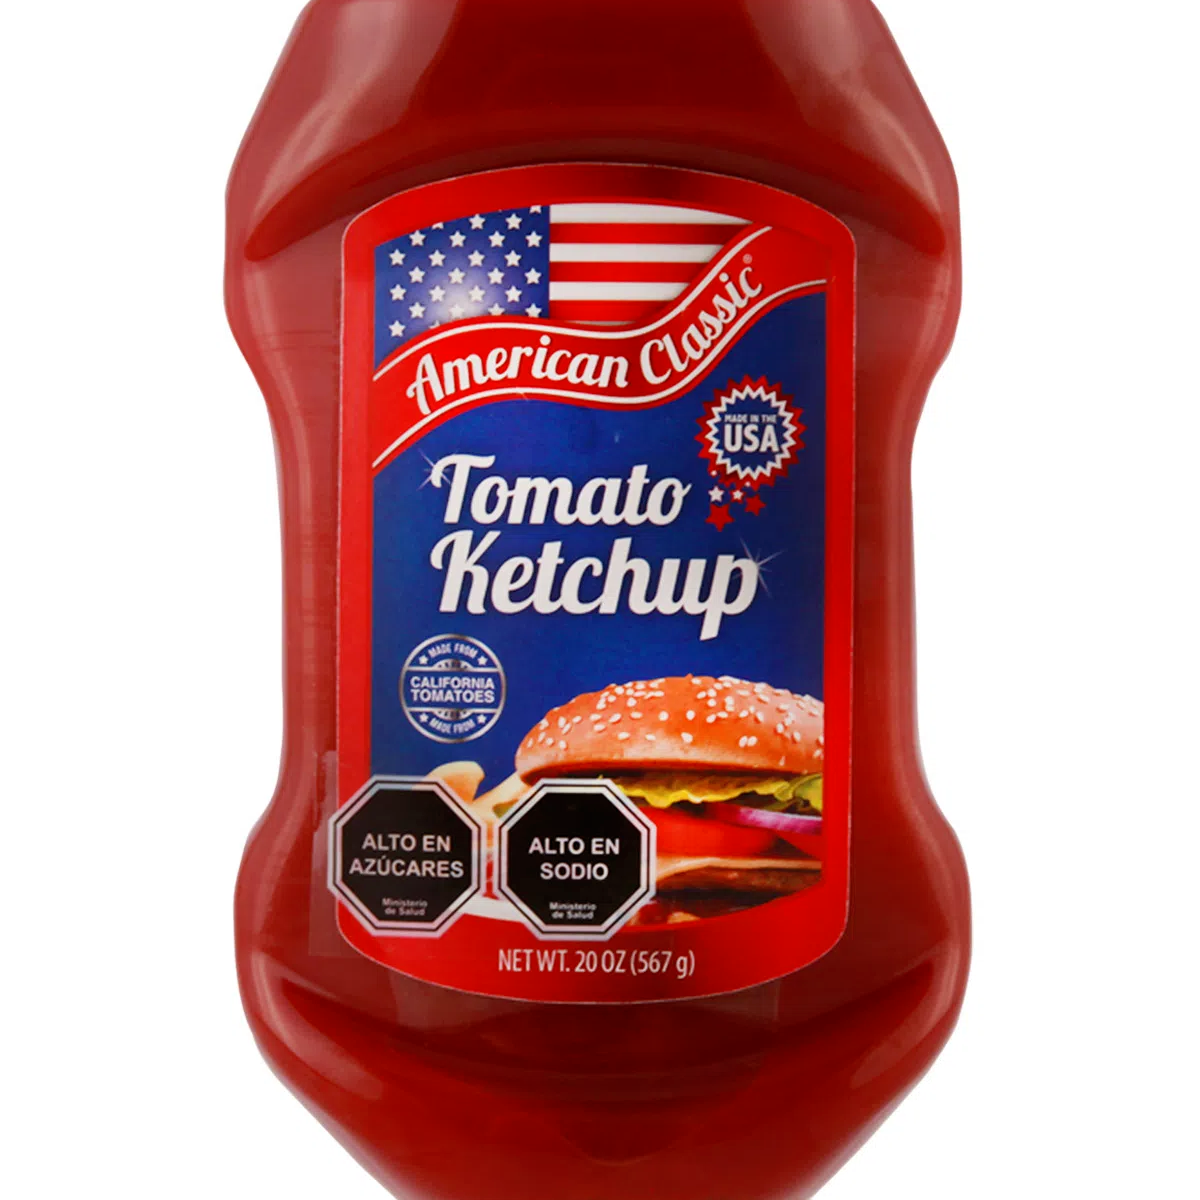 American Classic®
MADE IN THE
USA
Tomato
Ketchup
MADE FROM
CALIFORNIA
TOMATOES
MADE FROM
ALTO EN
AZÚCARES
Ministerio
de Salud
ALTO EN
SODIO
Ministerio
de Salud
NET WT. 20 OZ (567 g)